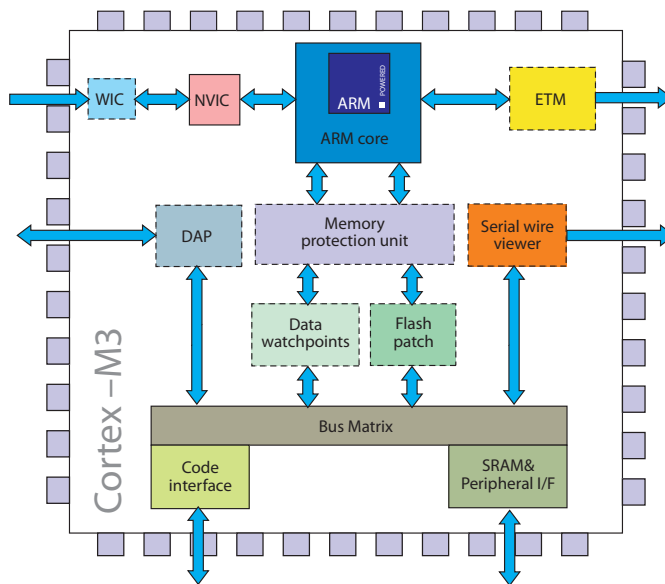 POWERED
ARM
WIC
NVIC
ARM core
ETM
DAP
Memory
protection unit
Serial wire
viewer
Data
watchpoints
Flash
patch
Cortex –M3
Bus Matrix
Code
interface
SRAM&
Peripheral I/F